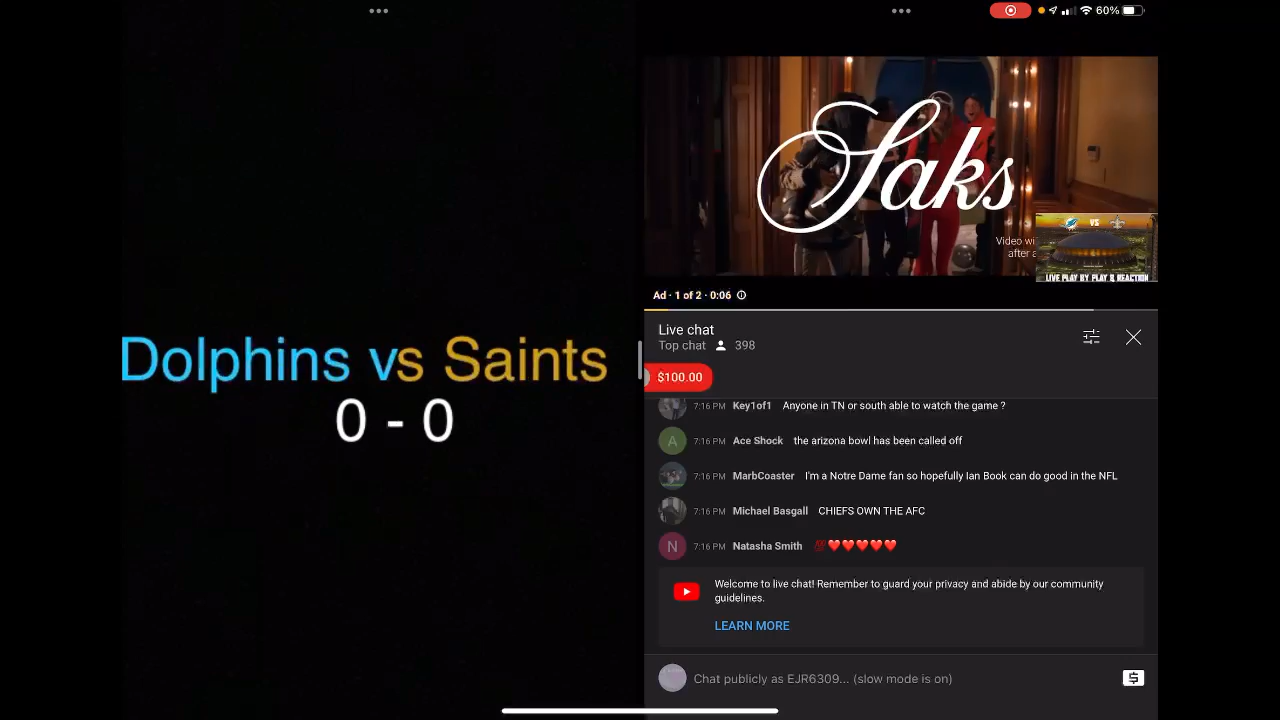 60%
Saks
Video wi
after a
VS
LIVE PLAY BY PLAY & REACTION
Ad · 1 of 2 · 0:06
Dolphins vs Saints
0 - 0
Live chat
Top chat 398
$100.00
7:16 PM Key1of1 Anyone in TN or south able to watch the game ?
A 7:16 PM Ace Shock the arizona bowl has been called off
7:16 PM MarbCoaster I'm a Notre Dame fan so hopefully Ian Book can do good in the NFL
7:16 PM Michael Basgall CHIEFS OWN THE AFC
N 7:16 PM Natasha Smith 💯❤️❤️❤️❤️❤️
Welcome to live chat! Remember to guard your privacy and abide by our community
guidelines.
LEARN MORE
Chat publicly as EJR6309... (slow mode is on)